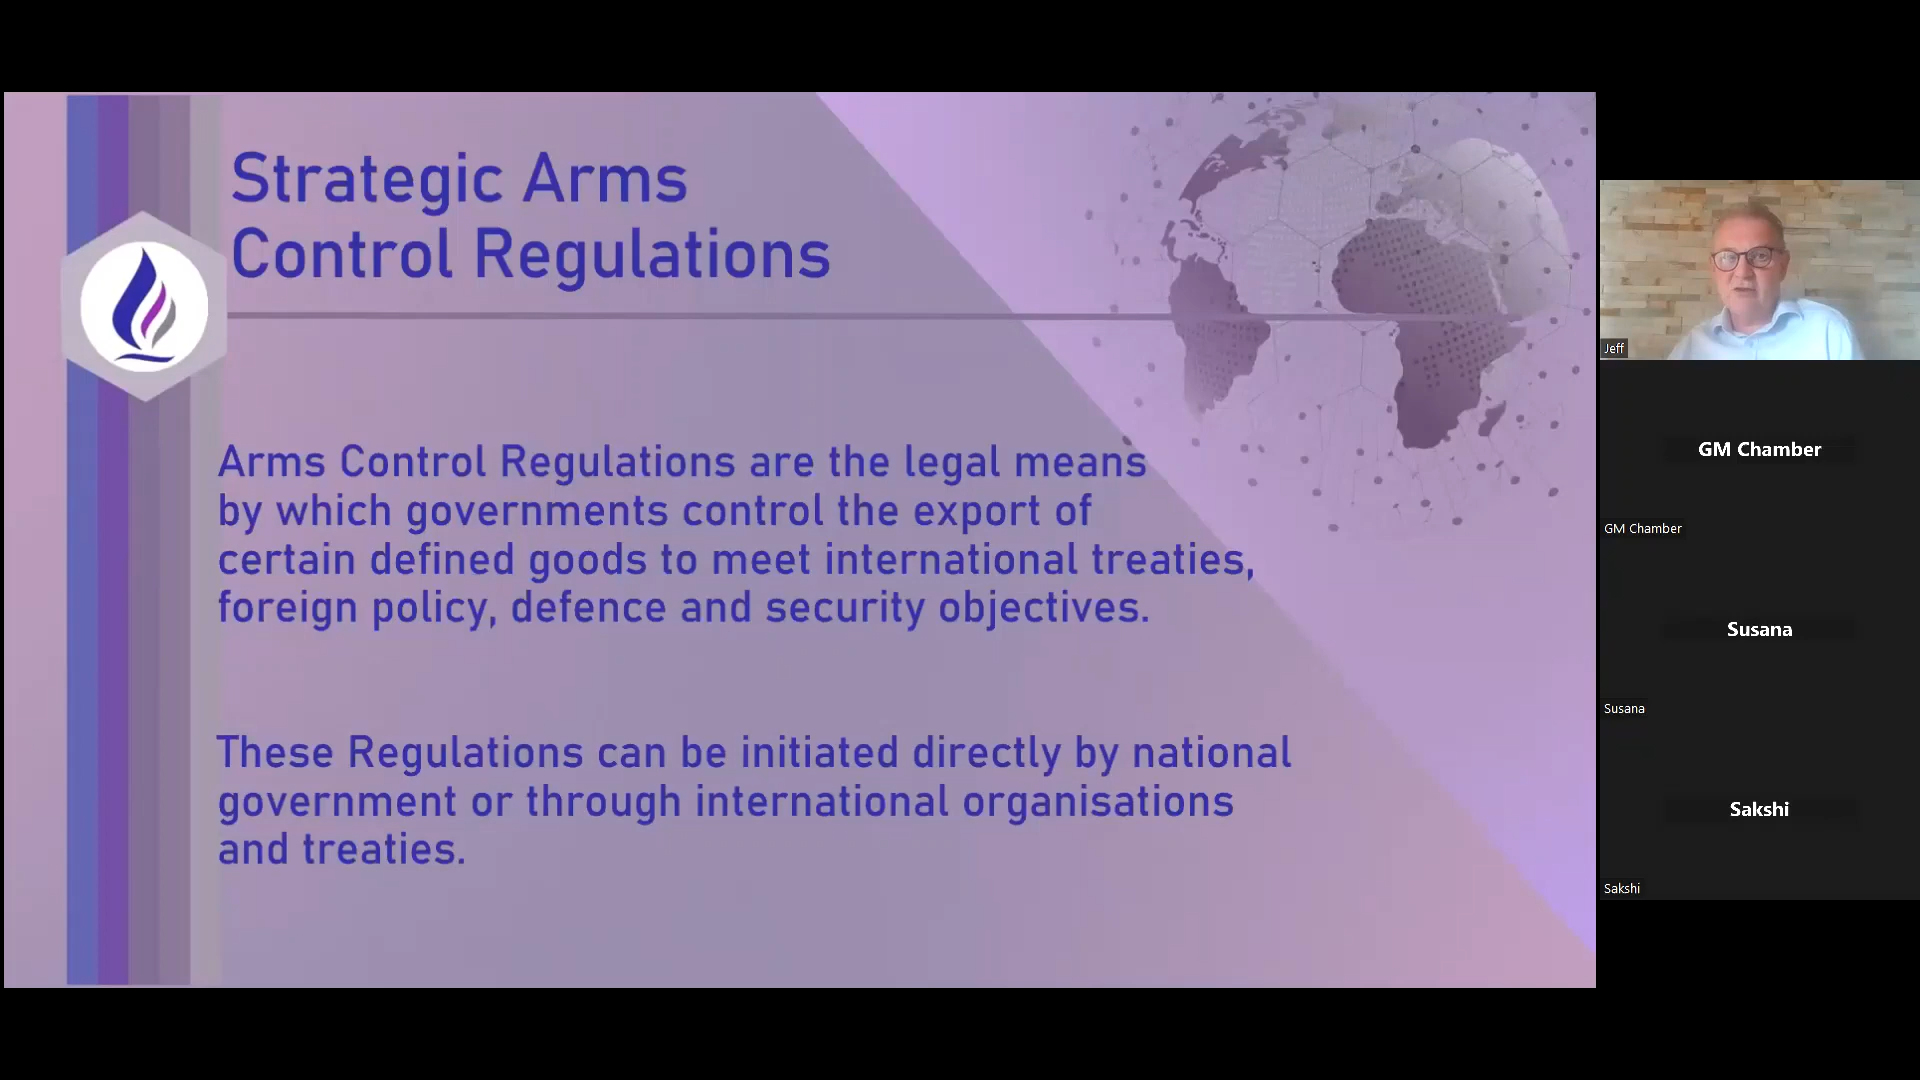 Strategic Arms
Control Regulations
Arms Control Regulations are the legal means
by which governments control the export of
certain defined goods to meet international treaties,
foreign policy, defence and security objectives.
These Regulations can be initiated directly by national
government or through international organisations
and treaties.
Jeff
GM Chamber
GM Chamber
Susana
Susana
Sakshi
Sakshi